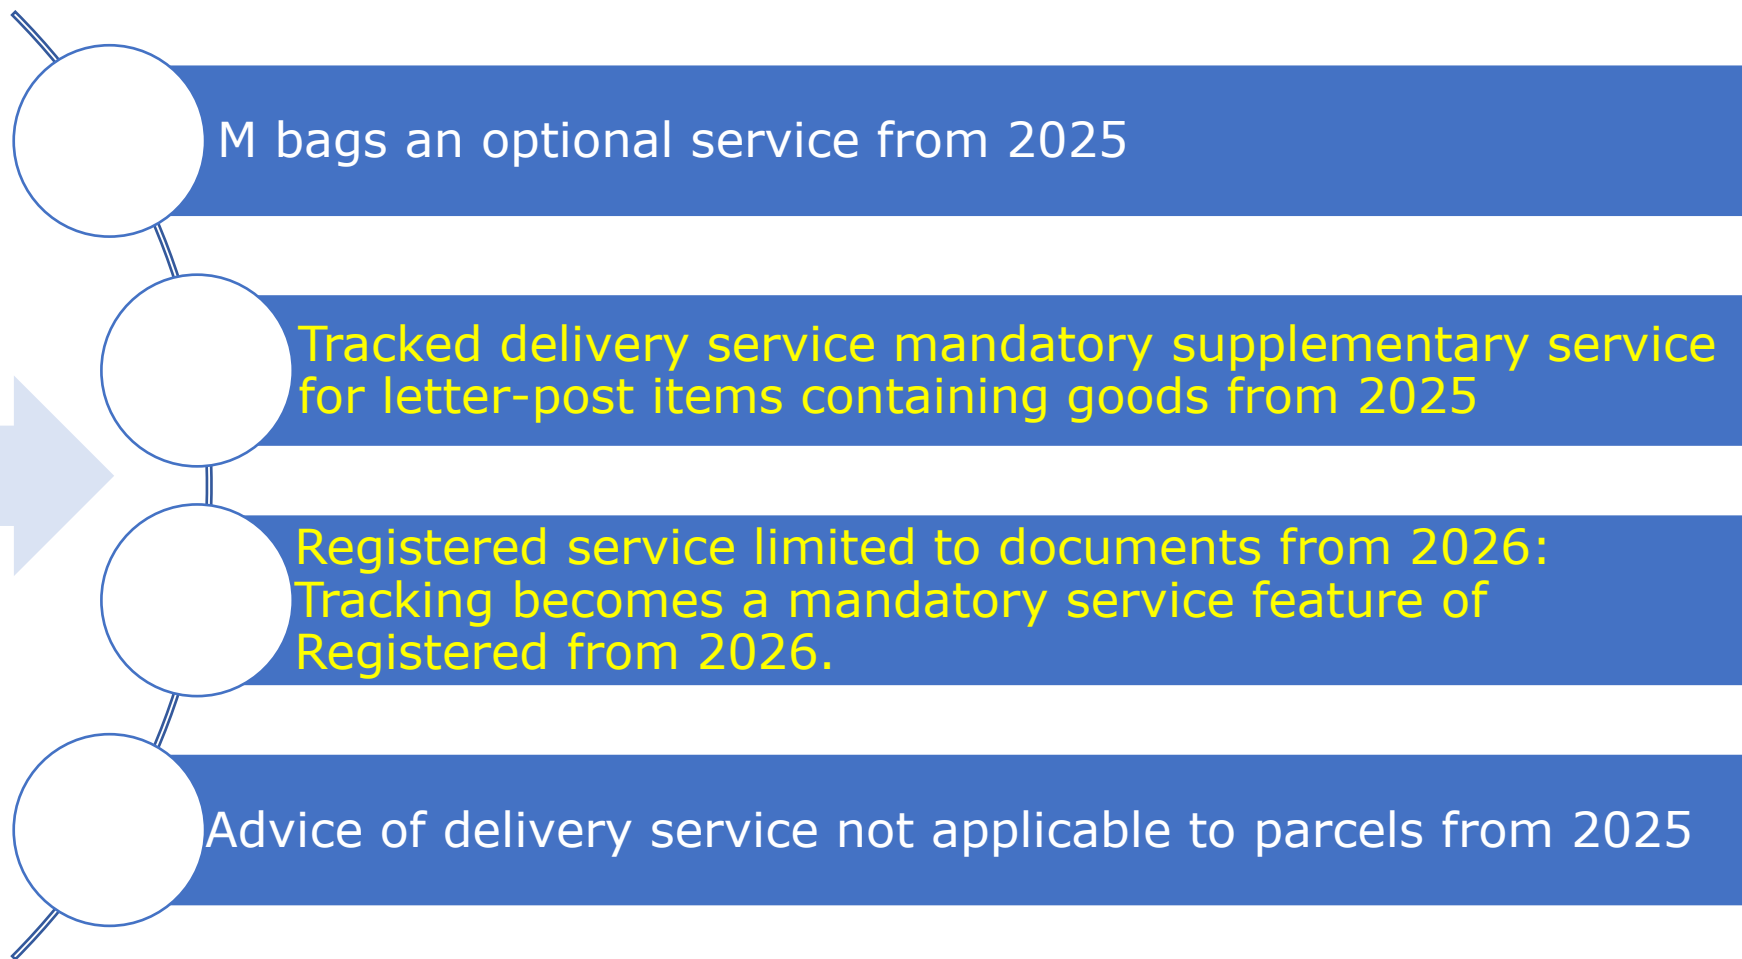 M bags an optional service from 2025
Tracked delivery service mandatory supplementary service
for letter-post items containing goods from 2025
Registered service limited to documents from 2026:
Tracking becomes a mandatory service feature of
Registered from 2026.
Advice of delivery service not applicable to parcels from 2025